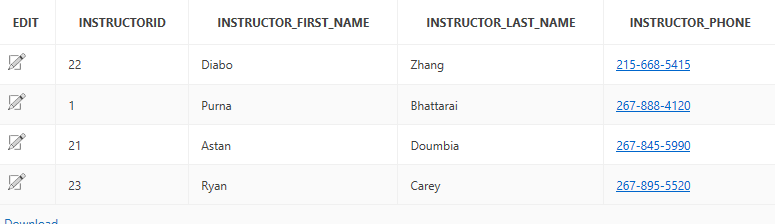 EDIT INSTRUCTORID INSTRUCTOR_FIRST_NAME INSTRUCTOR_LAST_NAME INSTRUCTOR_PHONE
22 Diabo Zhang 215-668-5415
1 Purna Bhattarai 267-888-4120
21 Astan Doumbia 267-845-5990
23 Ryan Carey 267-895-5520
Download